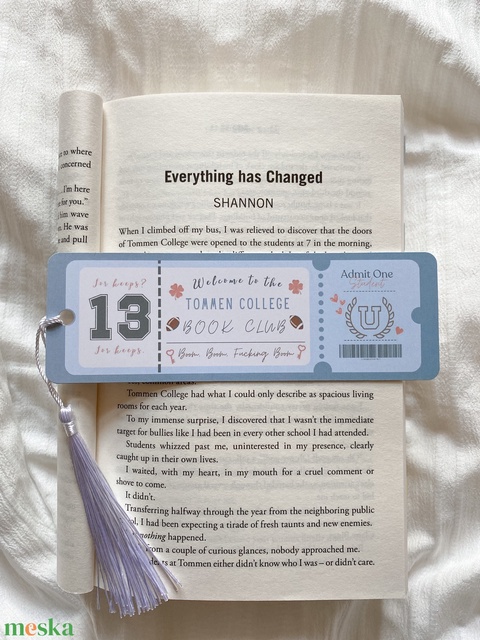 to where
concerned
I'm here
for you."
him wave
n. He was
s and pull
Everything has Changed
SHANNON
When I climbed off my bus, I was relieved to discover that the doors
of Tommen College were opened to the students at 7 in the morning,
For keeps?
13
For keeps.
Welcome to the
TOMMEN COLLEGE
BOOK CLUB
Boom, Boom, Fucking Boom
Admit One
Student
U
Tommen College had what I could only describe as spacious living
rooms for each year.
To my immense surprise, I discovered that I wasn't the immediate
target for bullies like I had been in every other school I had attended.
Students whizzed past me, uninterested in my presence, clearly
caught up in their own lives.
I waited, with my heart, in my mouth for a cruel comment or
shove to come.
It didn't.
Transferring halfway through the year from the neighboring public
I had been expecting a tirade of fresh taunts and new enemies.
nothing happened.
from a couple of curious glances, nobody approached me.
at Tommen either didn't know who I was – or didn't care.
meska